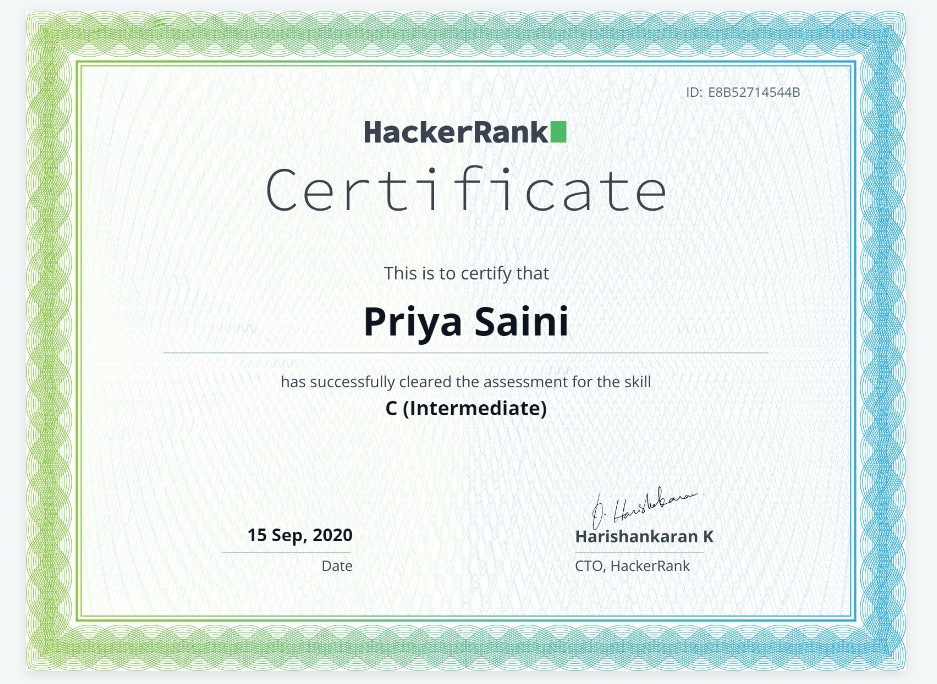 ID: E8B52714544B
HackerRank
Certificate
This is to certify that
Priya Saini
has successfully cleared the assessment for the skill
C (Intermediate)
15 Sep, 2020
Date
Harishankaran K
CTO, HackerRank